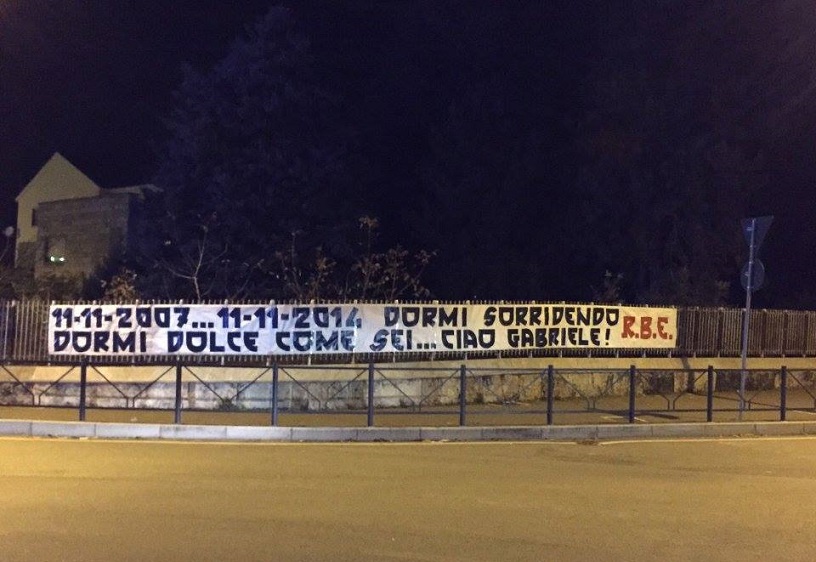 11-11-2007...11-11-2014 DORMI SORRIDENDO
DORMI DOLCE COME SEI...CIAO GABRIELE!
R.B.E.